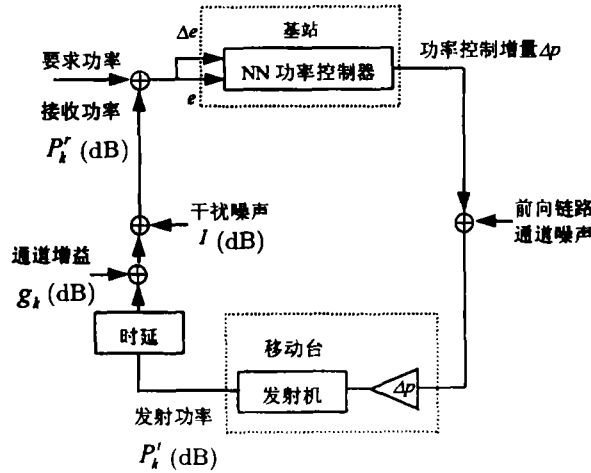 基站
Δe
要求功率
NN 功率控制器
功率控制增量Δp
e
接收功率
P_k^r (dB)
干扰噪声
I (dB)
前向链路
通道噪声
通道增益
g_k (dB)
时延
移动台
发射机
Δp
发射功率
P_k^t (dB)